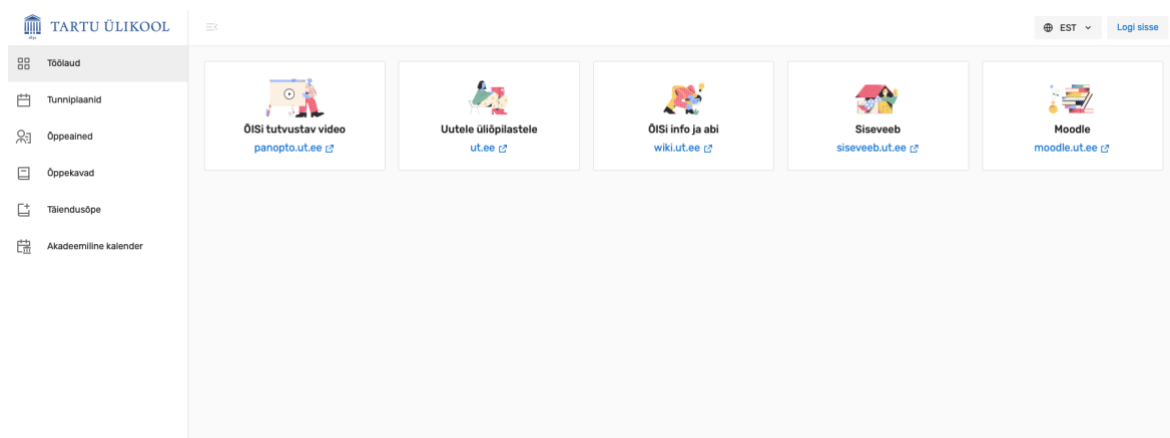 TARTU ÜLIKOOL
EST
Logi sisse
Töölaud
Tunniplaanid
Õppeained
Õppekavad
Täiendusõpe
Akadeemiline kalender
ÕISi tutvustav video
panopto.ut.ee
Uutele üliõpilastele
ut.ee
ÕISi info ja abi
wiki.ut.ee
Siseveeb
siseveeb.ut.ee
Moodle
moodle.ut.ee